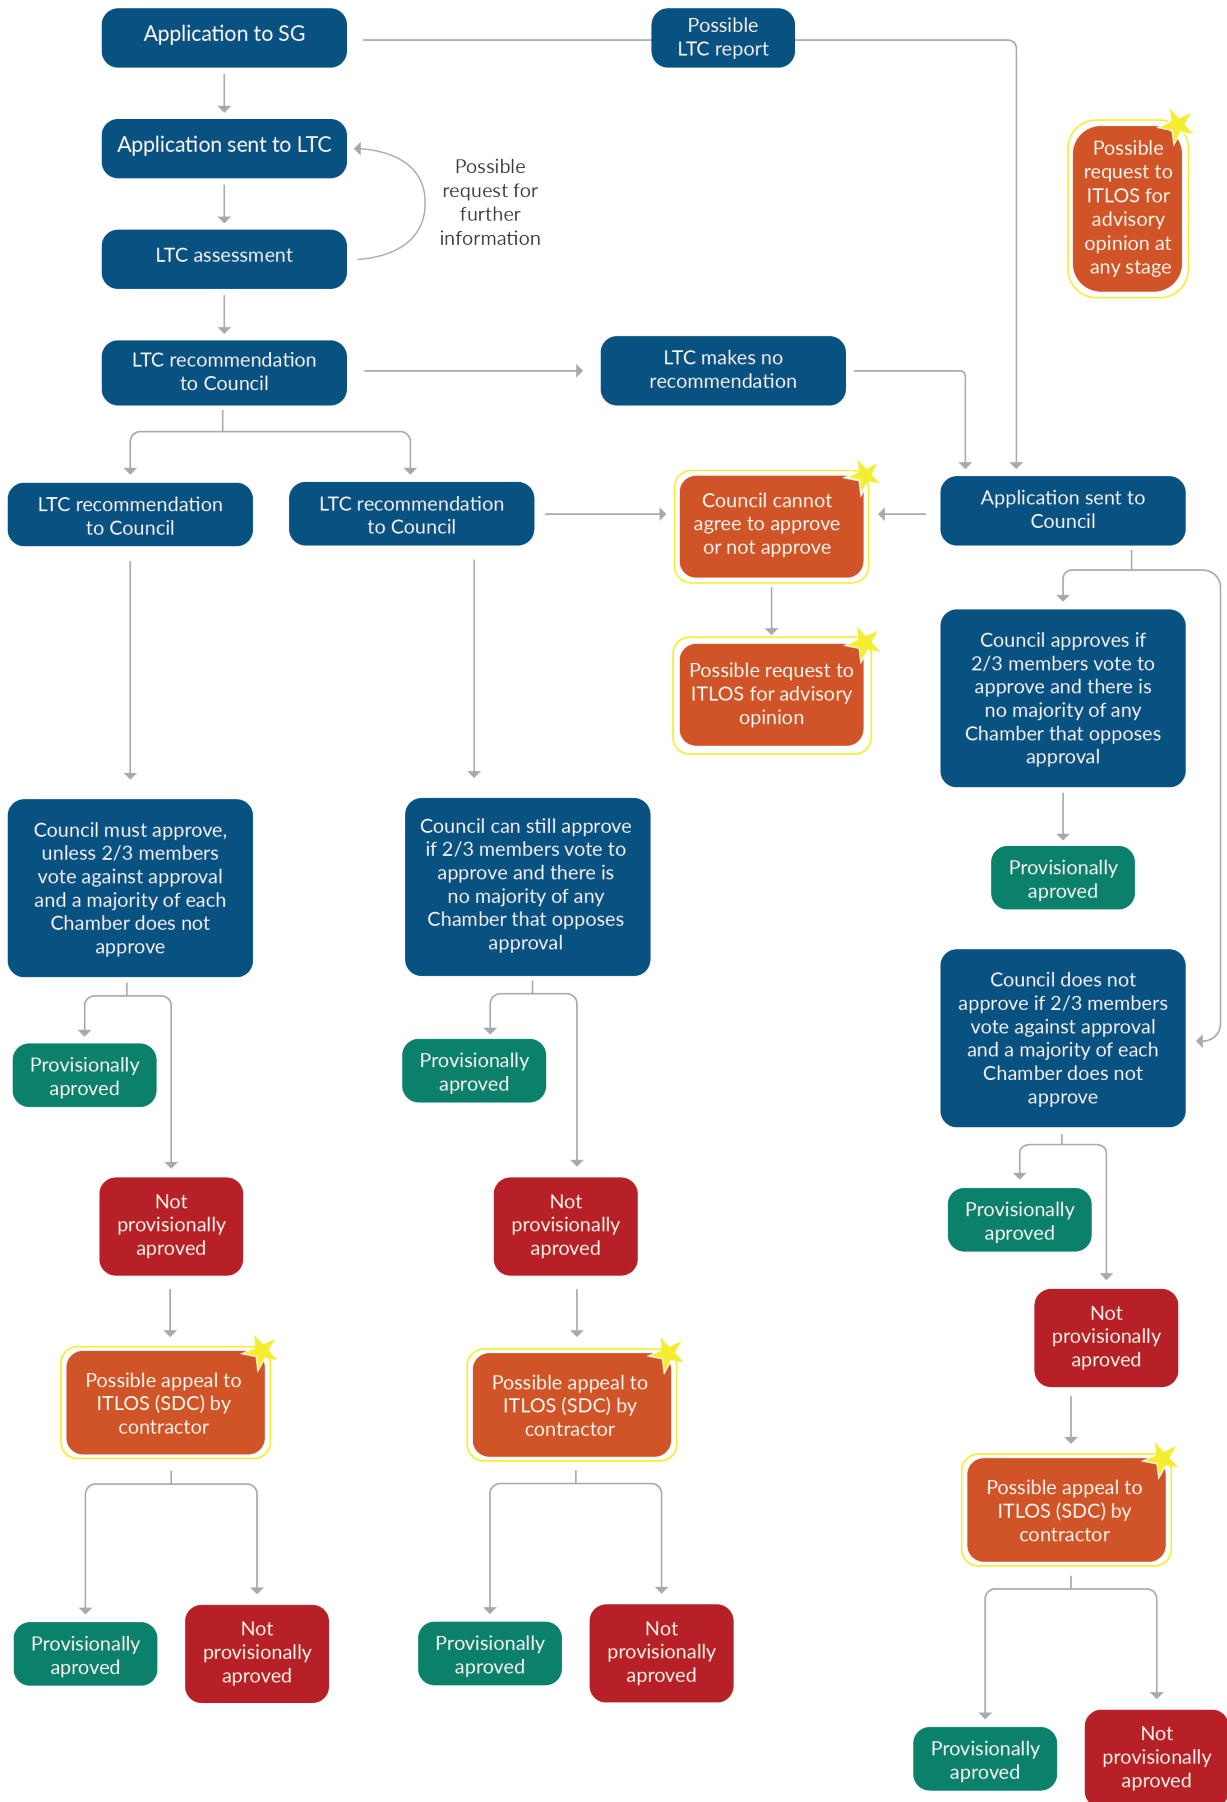 Application to SG
Possible
LTC report
Application sent to LTC
Possible
request for
further
information
Possible
request to
ITLOS for
advisory
opinion at
any stage
LTC assessment
LTC recommendation
to Council
LTC makes no
recommendation
LTC recommendation
to Council
LTC recommendation
to Council
Council cannot
agree to approve
or not approve
Application sent to
Council
Possible request to
ITLOS for advisory
opinion
Council approves if
2/3 members vote to
approve and there is
no majority of any
Chamber that opposes
approval
Council must approve,
unless 2/3 members
vote against approval
and a majority of each
Chamber does not
approve
Council can still approve
if 2/3 members vote to
approve and there is
no majority of any
Chamber that opposes
approval
Provisionally
aproved
Council does not
approve if 2/3 members
vote against approval
and a majority of each
Chamber does not
approve
Provisionally
aproved
Provisionally
aproved
Not
provisionally
aproved
Not
provisionally
aproved
Provisionally
aproved
Not
provisionally
aproved
Possible appeal to
ITLOS (SDC) by
contractor
Possible appeal to
ITLOS (SDC) by
contractor
Possible appeal to
ITLOS (SDC) by
contractor
Provisionally
aproved
Not
provisionally
aproved
Provisionally
aproved
Not
provisionally
aproved
Provisionally
aproved
Not
provisionally
aproved